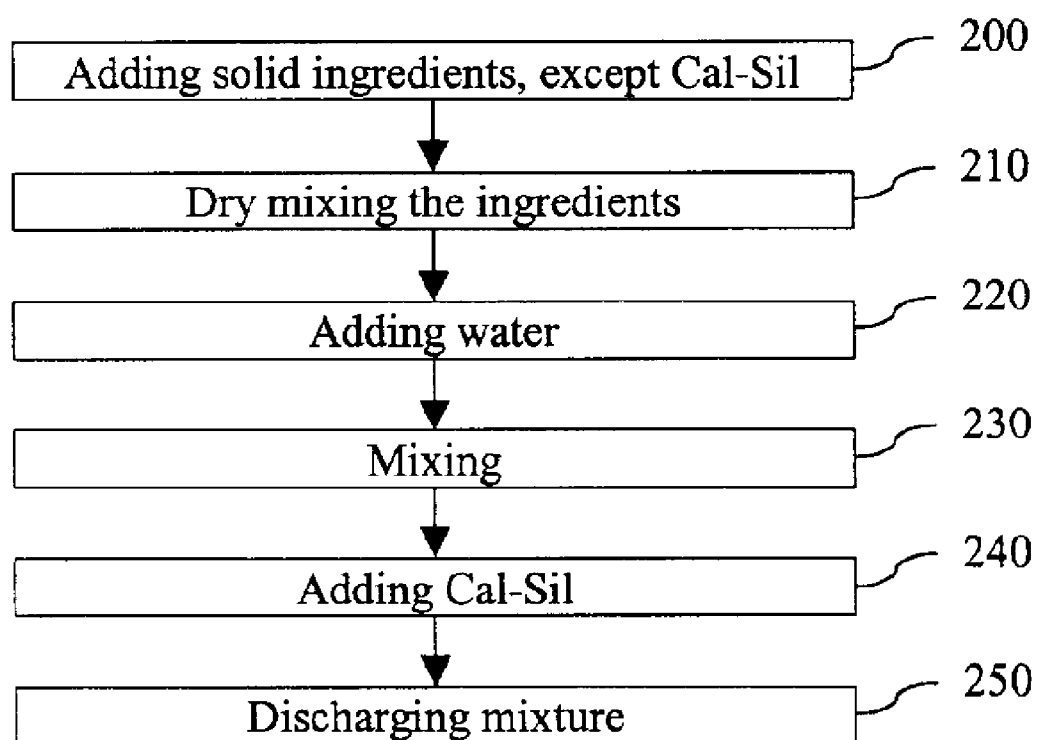 200
Adding solid ingredients, except Cal-Sil
210
Dry mixing the ingredients
220
Adding water
230
Mixing
240
Adding Cal-Sil
250
Discharging mixture